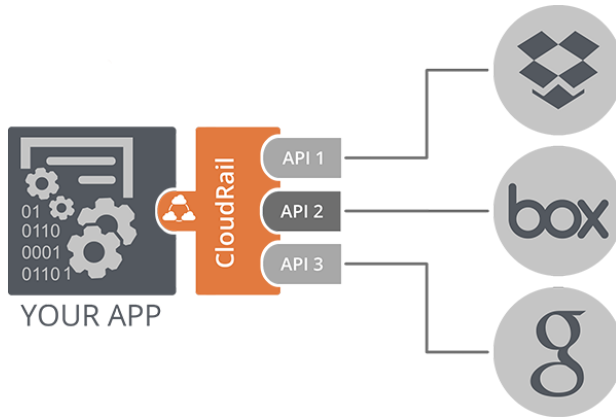 01
0110
0001
01101
YOUR APP
CloudRail
API 1
API 2
API 3
box
g